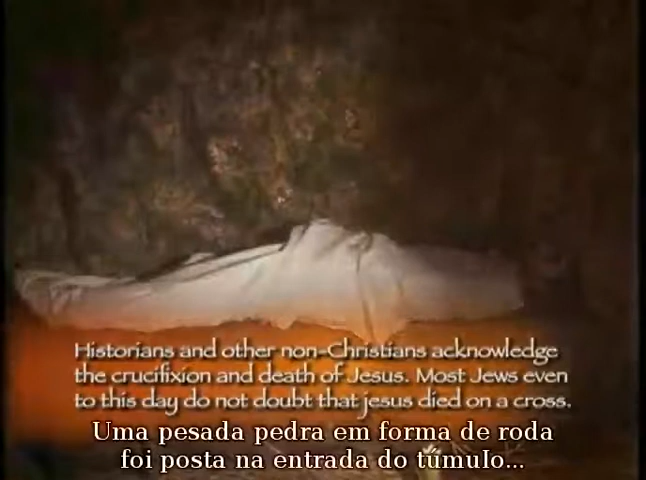 Historians and other non-Christians acknowledge
the crucifixion and death of Jesus. Most Jews even
to this day do not doubt that jesus died on a cross.
Uma pesada pedra em forma de roda
foi posta na entrada do túmulo...